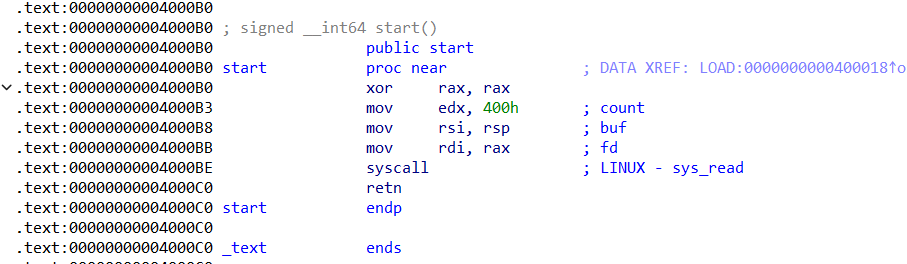 .text:00000000004000B0
.text:00000000004000B0 ; signed __int64 start()
.text:00000000004000B0 public start
.text:00000000004000B0 start proc near ; DATA XREF: LOAD:0000000000400018↑o
.text:00000000004000B0 xor rax, rax
.text:00000000004000B3 mov edx, 400h ; count
.text:00000000004000B8 mov rsi, rsp ; buf
.text:00000000004000BB mov rdi, rax ; fd
.text:00000000004000BE syscall ; LINUX - sys_read
.text:00000000004000C0 retn
.text:00000000004000C0 start endp
.text:00000000004000C0
.text:00000000004000C0 _text ends